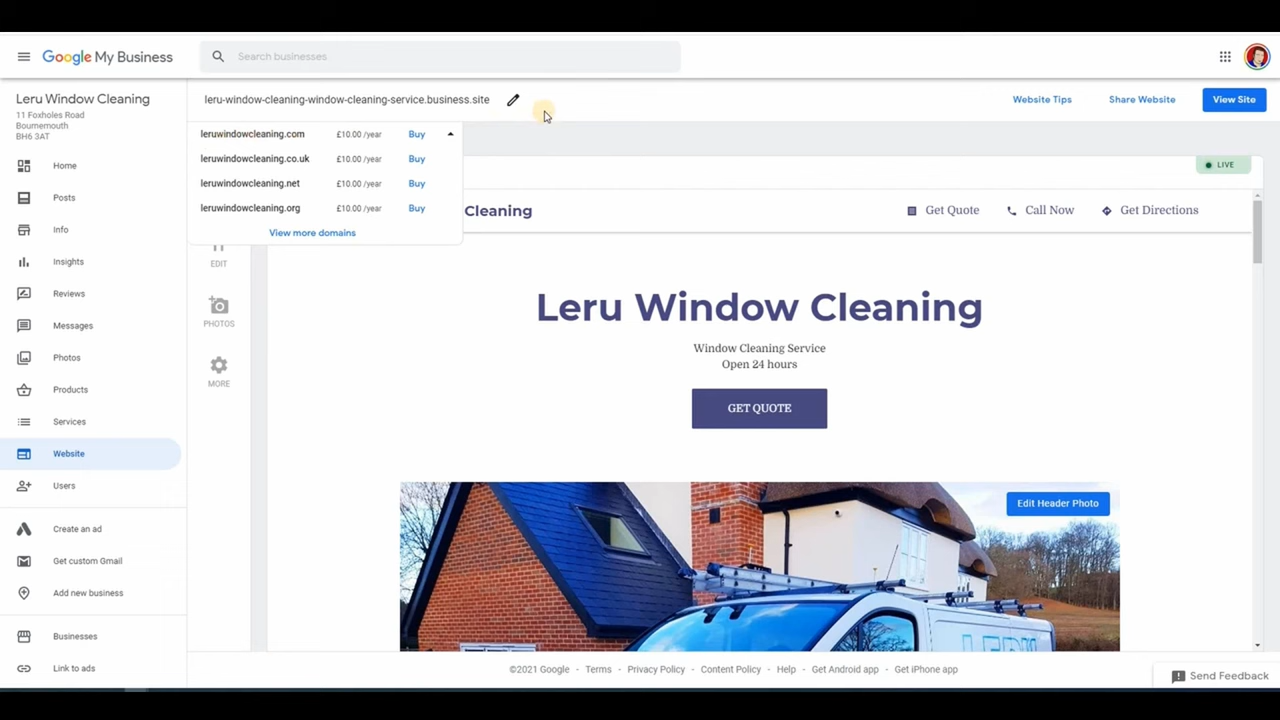 Google My Business
Search businesses
Leru Window Cleaning
11 Foxholes Road
Bournemouth
BH6 3AT
Home
Posts
Info
Insights
Reviews
Messages
Photos
Products
Services
Website
Users
Create an ad
Get custom Gmail
Add new business
Businesses
Link to ads
leru-window-cleaning-window-cleaning-service.business.site
Website Tips
Share Website
View Site
leruwindowcleaning.com £10.00 /year Buy
leruwindowcleaning.co.uk £10.00 /year Buy
leruwindowcleaning.net £10.00 /year Buy
leruwindowcleaning.org £10.00 /year Buy
View more domains
EDIT
PHOTOS
MORE
LIVE
Cleaning
Get Quote
Call Now
Get Directions
Leru Window Cleaning
Window Cleaning Service
Open 24 hours
GET QUOTE
Edit Header Photo
©2021 Google - Terms - Privacy Policy - Content Policy - Help - Get Android app - Get iPhone app
Send Feedback